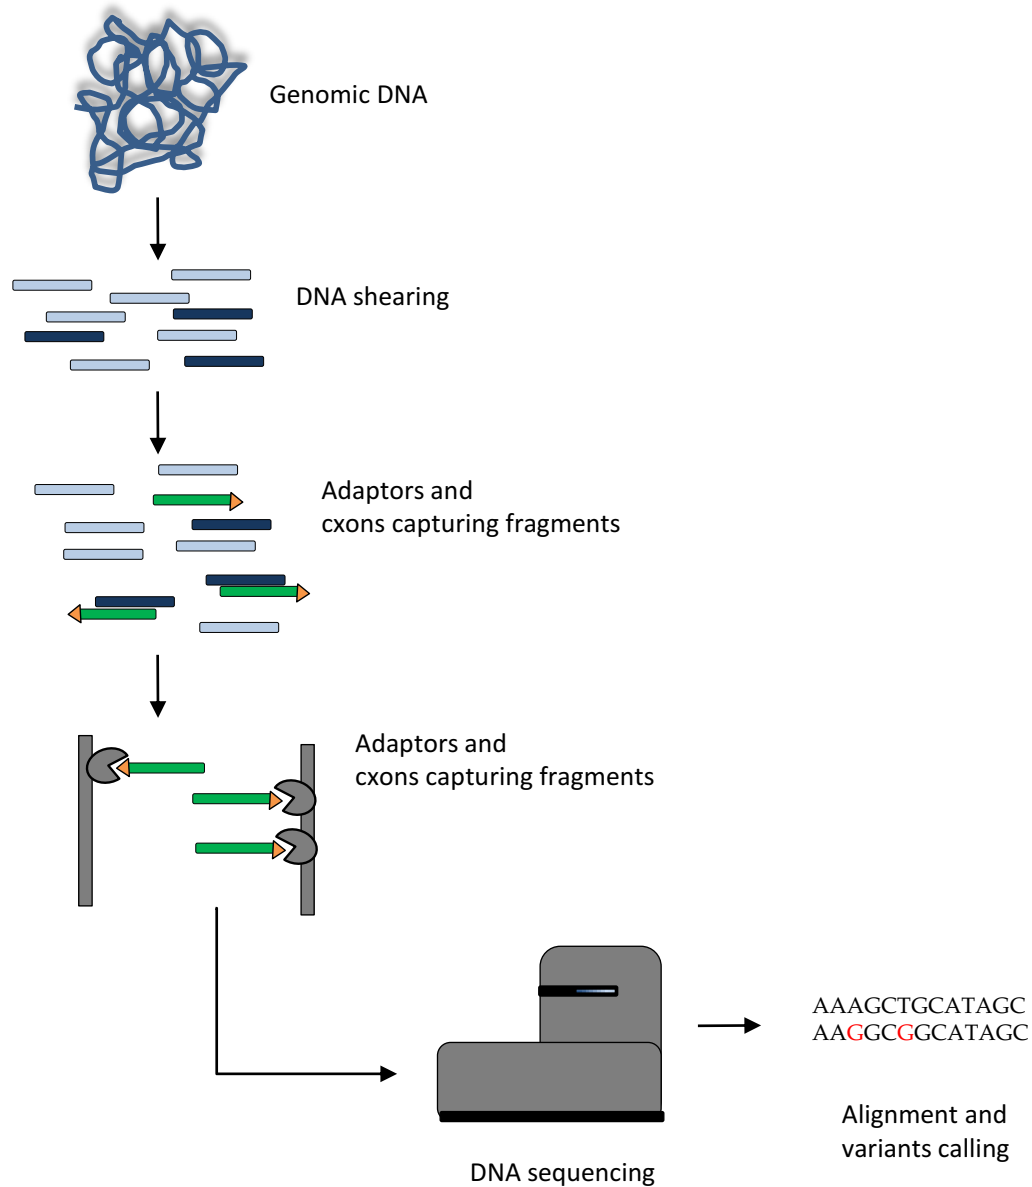 Genomic DNA
DNA shearing
Adaptors and
cxons capturing fragments
Adaptors and
cxons capturing fragments
AAAGCTGCATAGC
AAGGCGGCATAGC
Alignment and
variants calling
DNA sequencing